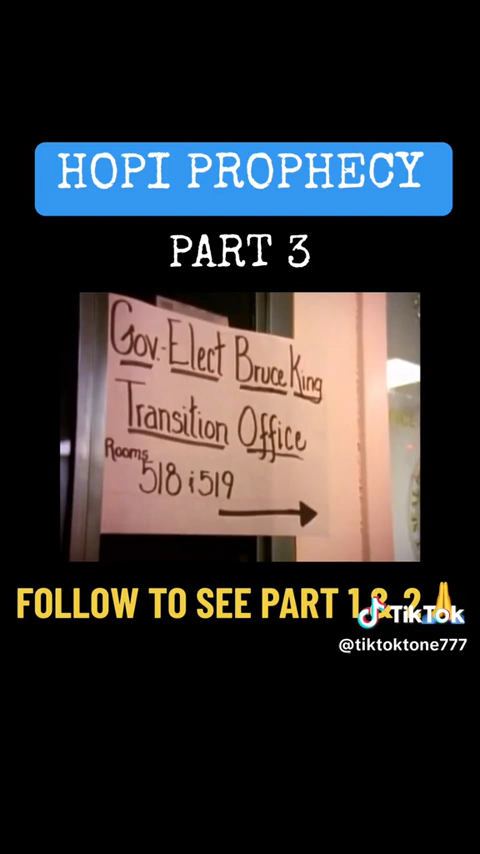 HOPI PROPHECY
PART 3
Gov.-Elect Bruce King
Transition Office
Rooms
518 & 519
FOLLOW TO SEE PART 1 & 2🙏
TikTok
@tiktoktone777